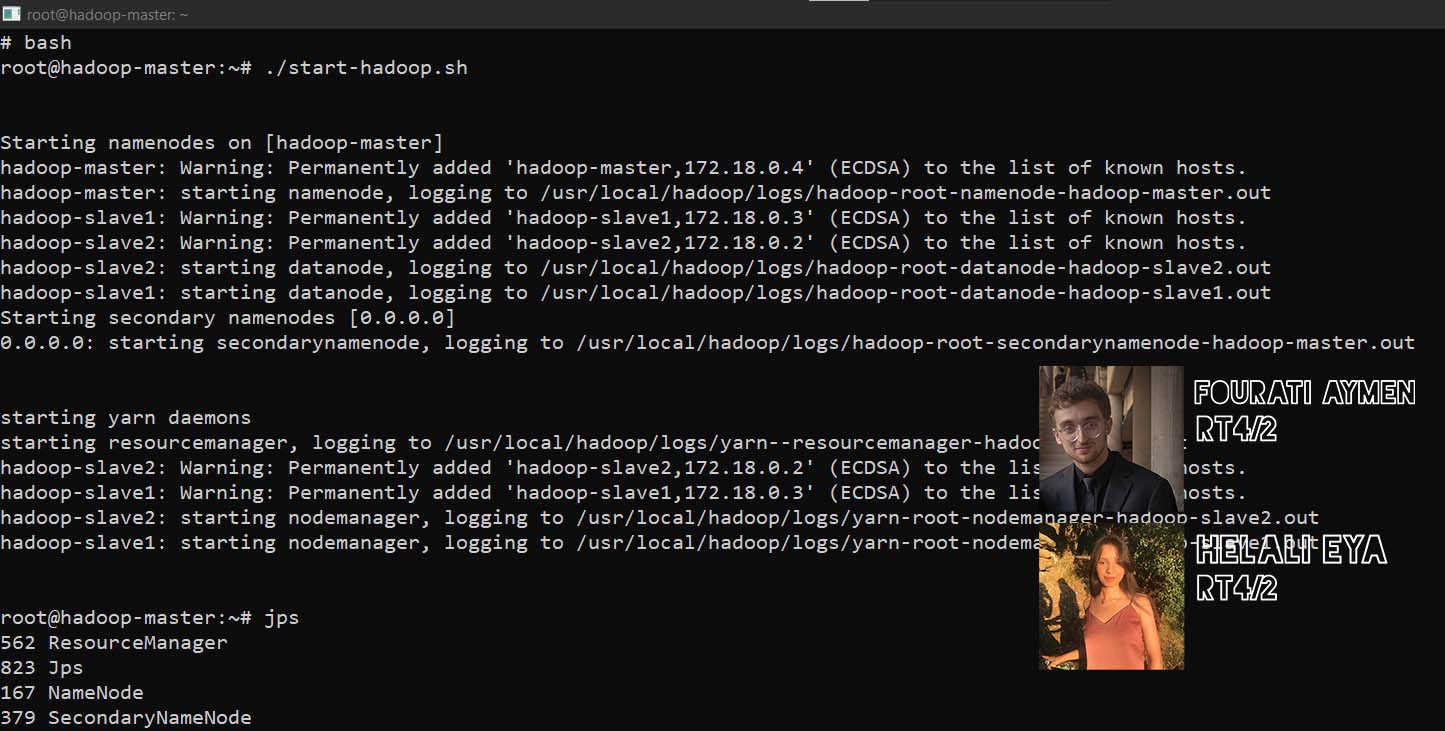 root@hadoop-master: ~
# bash
root@hadoop-master:~# ./start-hadoop.sh
Starting namenodes on [hadoop-master]
hadoop-master: Warning: Permanently added 'hadoop-master,172.18.0.4' (ECDSA) to the list of known hosts.
hadoop-master: starting namenode, logging to /usr/local/hadoop/logs/hadoop-root-namenode-hadoop-master.out
hadoop-slave1: Warning: Permanently added 'hadoop-slave1,172.18.0.3' (ECDSA) to the list of known hosts.
hadoop-slave2: Warning: Permanently added 'hadoop-slave2,172.18.0.2' (ECDSA) to the list of known hosts.
hadoop-slave2: starting datanode, logging to /usr/local/hadoop/logs/hadoop-root-datanode-hadoop-slave2.out
hadoop-slave1: starting datanode, logging to /usr/local/hadoop/logs/hadoop-root-datanode-hadoop-slave1.out
Starting secondary namenodes [0.0.0.0]
0.0.0.0: starting secondarynamenode, logging to /usr/local/hadoop/logs/hadoop-root-secondarynamenode-hadoop-master.out
starting yarn daemons
starting resourcemanager, logging to /usr/local/hadoop/logs/yarn--resourcemanager-hadoo
hadoop-slave2: Warning: Permanently added 'hadoop-slave2,172.18.0.2' (ECDSA) to the lis hosts.
hadoop-slave1: Warning: Permanently added 'hadoop-slave1,172.18.0.3' (ECDSA) to the lis hosts.
hadoop-slave2: starting nodemanager, logging to /usr/local/hadoop/logs/yarn-root-nodemanager-hadoop-slave2.out
hadoop-slave1: starting nodemanager, logging to /usr/local/hadoop/logs/yarn-root-nodema p-slave1.out
root@hadoop-master:~# jps
562 ResourceManager
823 Jps
167 NameNode
379 SecondaryNameNode
FOURATI AYMEN
RT4/2
HELALI EYA
RT4/2